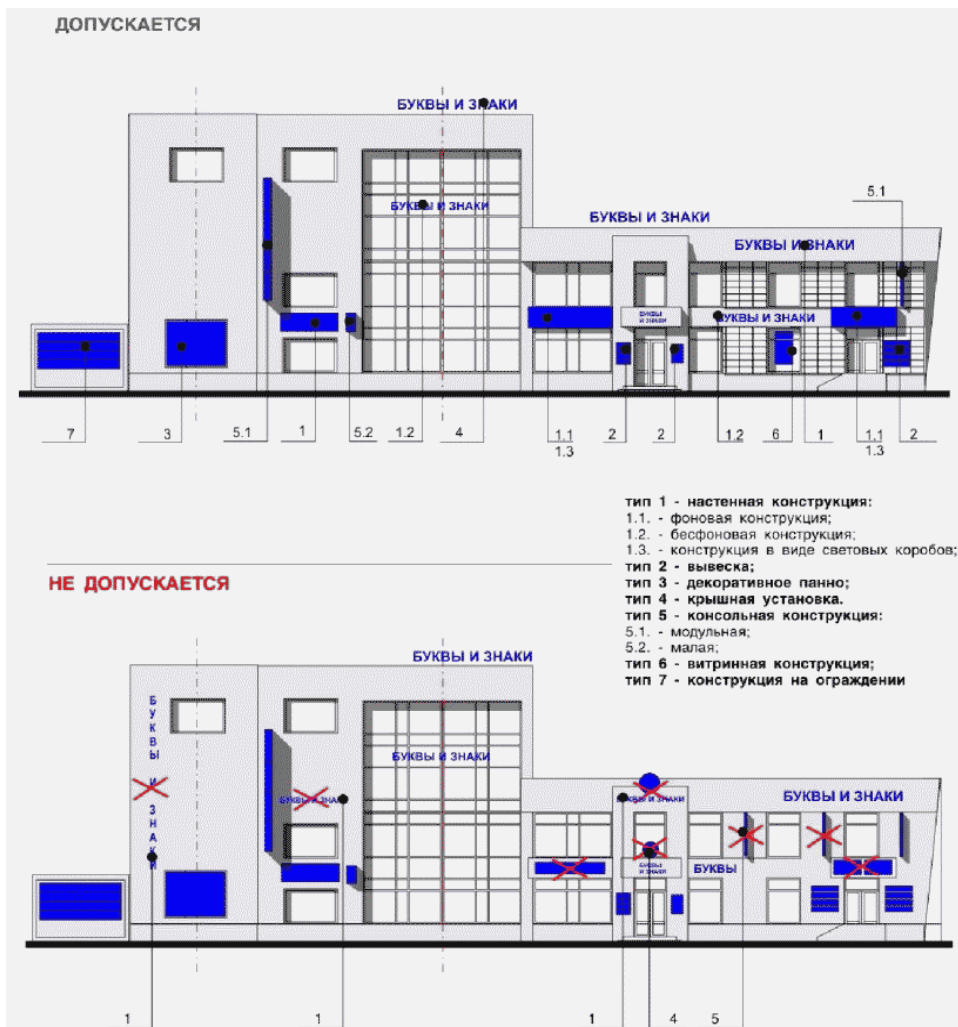 ДОПУСКАЕТСЯ
БУКВЫ И ЗНАКИ
5.1
БУКВЫ И ЗНАКИ
БУКВЫ И ЗНАКИ
БУКВЫ И ЗНАКИ
БУКВЫ
И ЗНАКИ
БУКВЫ И ЗНАКИ
7 3 5.1 1 5.2 1.2 4 1.1 2 2 1.2 6 1 1.1 2
1.3 1.3
тип 1 - настенная конструкция:
1.1. - фоновая конструкция;
1.2. - бесфоновая конструкция;
1.3. - конструкция в виде световых коробов;
тип 2 - вывеска;
тип 3 - декоративное панно;
тип 4 - крышная установка.
тип 5 - консольная конструкция:
5.1. - модульная;
5.2. - малая;
тип 6 - витринная конструкция;
тип 7 - конструкция на ограждении
НЕ ДОПУСКАЕТСЯ
БУКВЫ И ЗНАКИ
БУКВЫ И ЗНАКИ
БУКВЫ И ЗНАКИ
БУКВЫ И ЗНАКИ
БУКВЫ И ЗНАКИ
БУКВЫ И ЗНАКИ
БУКВЫ
И ЗНАКИ
БУКВЫ
1 1 1 4 5